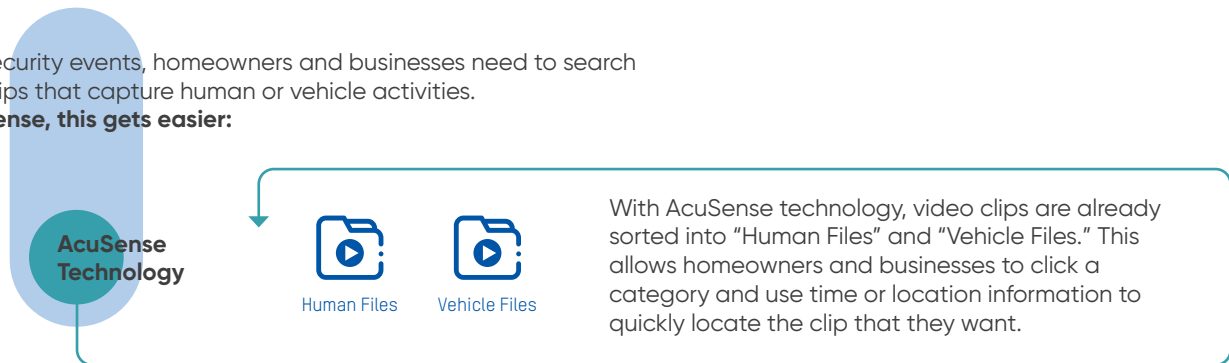 ecurity events, homeowners and businesses need to search
ips that capture human or vehicle activities.
ense, this gets easier:
AcuSense
Technology
Human Files
Vehicle Files
With AcuSense technology, video clips are already
sorted into “Human Files” and “Vehicle Files.” This
allows homeowners and businesses to click a
category and use time or location information to
quickly locate the clip that they want.